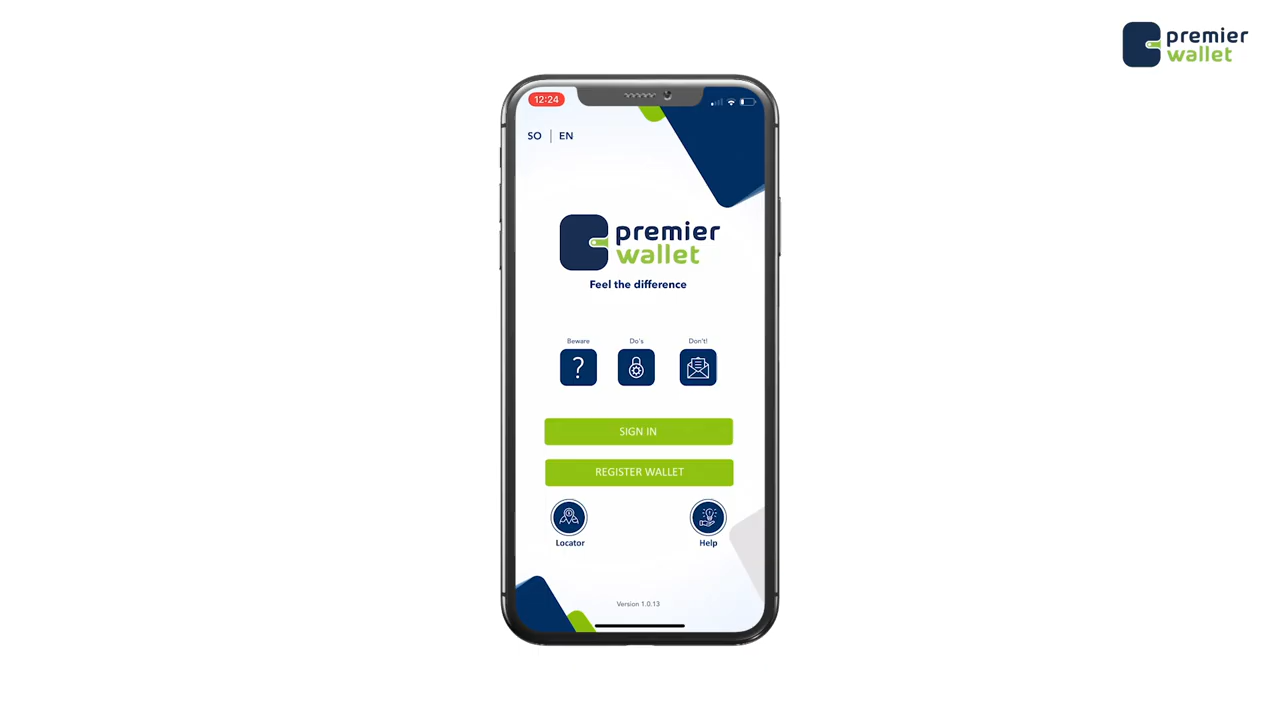 premier
wallet
12:24
SO | EN
premier
wallet
Feel the difference
Beware
Do's
Don't!
SIGN IN
REGISTER WALLET
Locator
Help
Version 1.0.13